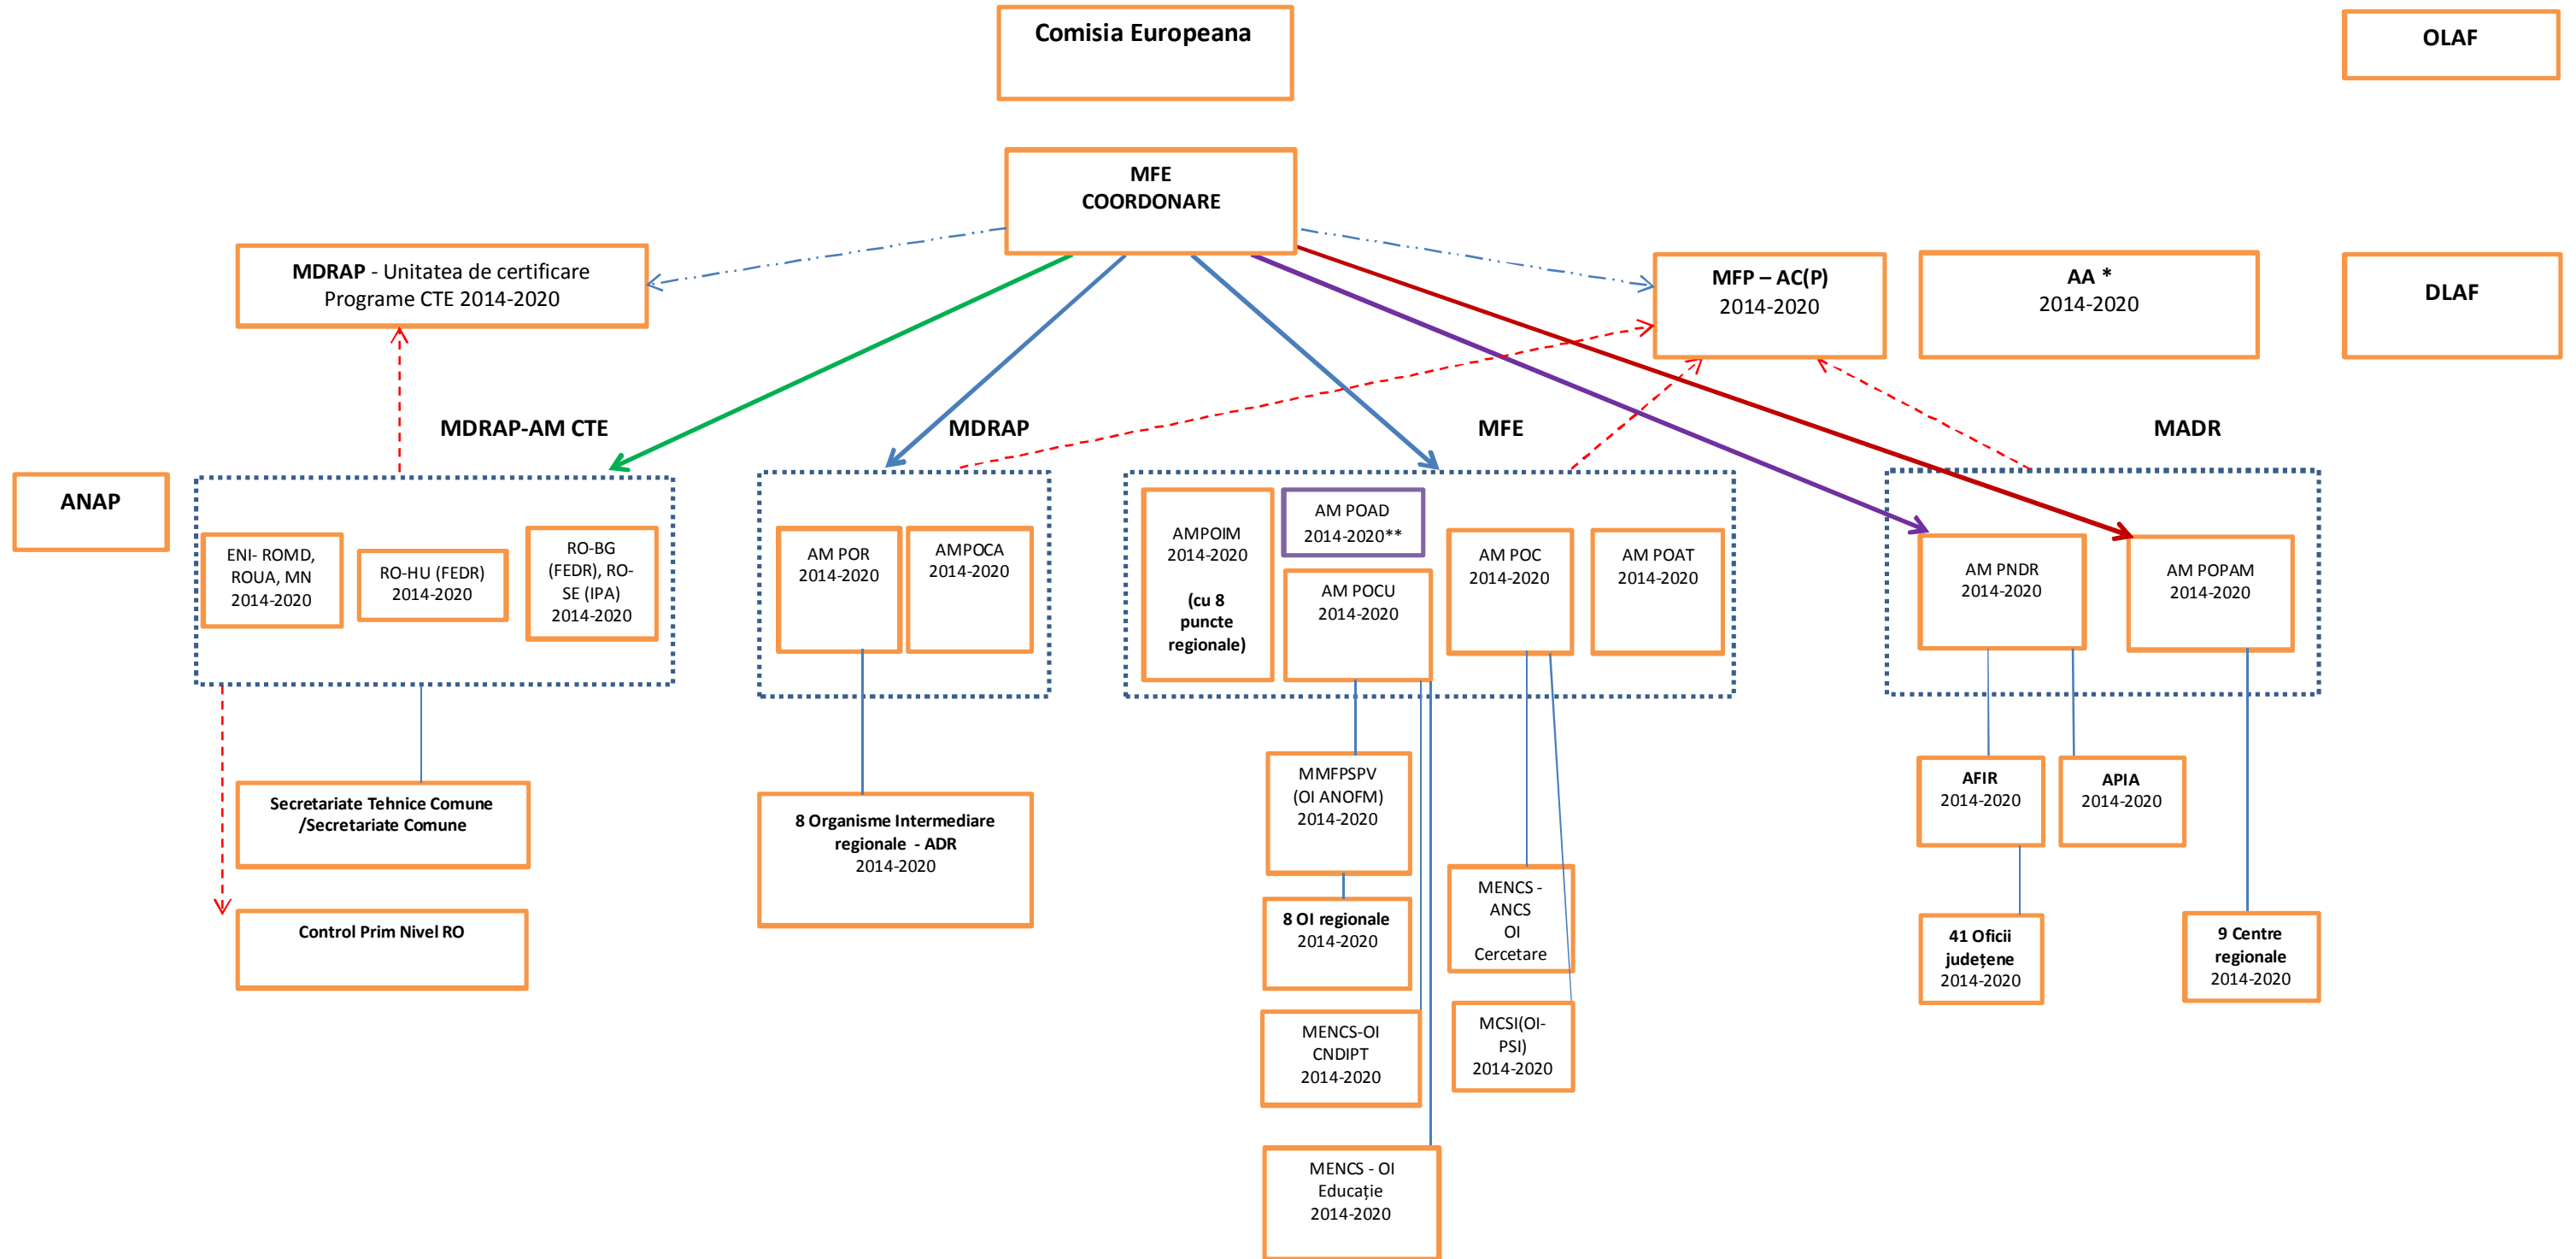 Comisia Europeana
OLAF
MFE
COORDONARE
MDRAP - Unitatea de certificare
Programe CTE 2014-2020
MFP – AC(P)
2014-2020
AA *
2014-2020
DLAF
MDRAP-AM CTE
MDRAP
MFE
MADR
ANAP
ENI- ROMD,
ROUA, MN
2014-2020
RO-HU (FEDR)
2014-2020
RO-BG
(FEDR), RO-
SE (IPA)
2014-2020
AM POR
2014-2020
AMPOCA
2014-2020
AMPOIM
2014-2020
(cu 8
puncte
regionale)
AM POAD
2014-2020**
AM POCU
2014-2020
AM POC
2014-2020
AM POAT
2014-2020
AM PNDR
2014-2020
AM POPAM
2014-2020
Secretariate Tehnice Comune
/Secretariate Comune
Control Prim Nivel RO
8 Organisme Intermediare
regionale - ADR
2014-2020
MMFPSPV
(OI ANOFM)
2014-2020
8 OI regionale
2014-2020
MENCS-OI
CNDIPT
2014-2020
MENCS - OI
Educație
2014-2020
MENCS -
ANCS
OI
Cercetare
MCSI(OI-
PSI)
2014-2020
AFIR
2014-2020
APIA
2014-2020
41 Oficii
județene
2014-2020
9 Centre
regionale
2014-2020